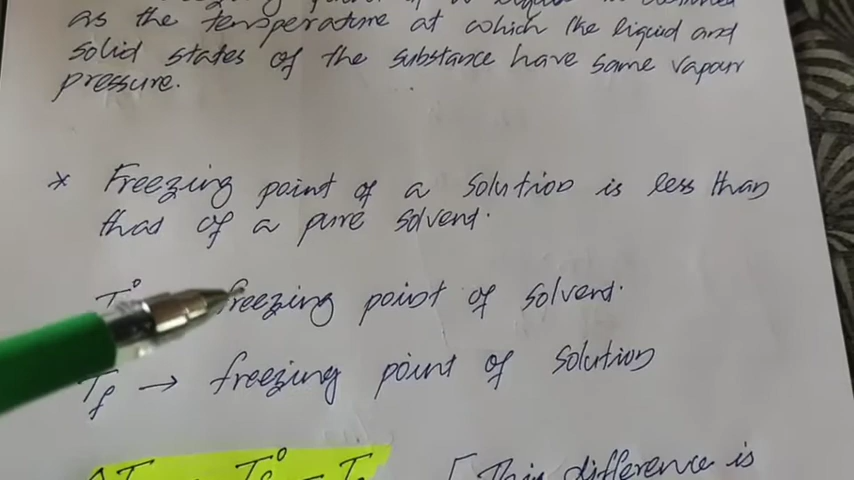 as the temperature at which the liquid and
solid states of the substance have same vapour
pressure.
* Freezing point of a solution is less than
that of a pure solvent.
T° freezing point of solvent.
Tf → freezing point of solution
ΔT Tf° - T [This difference is